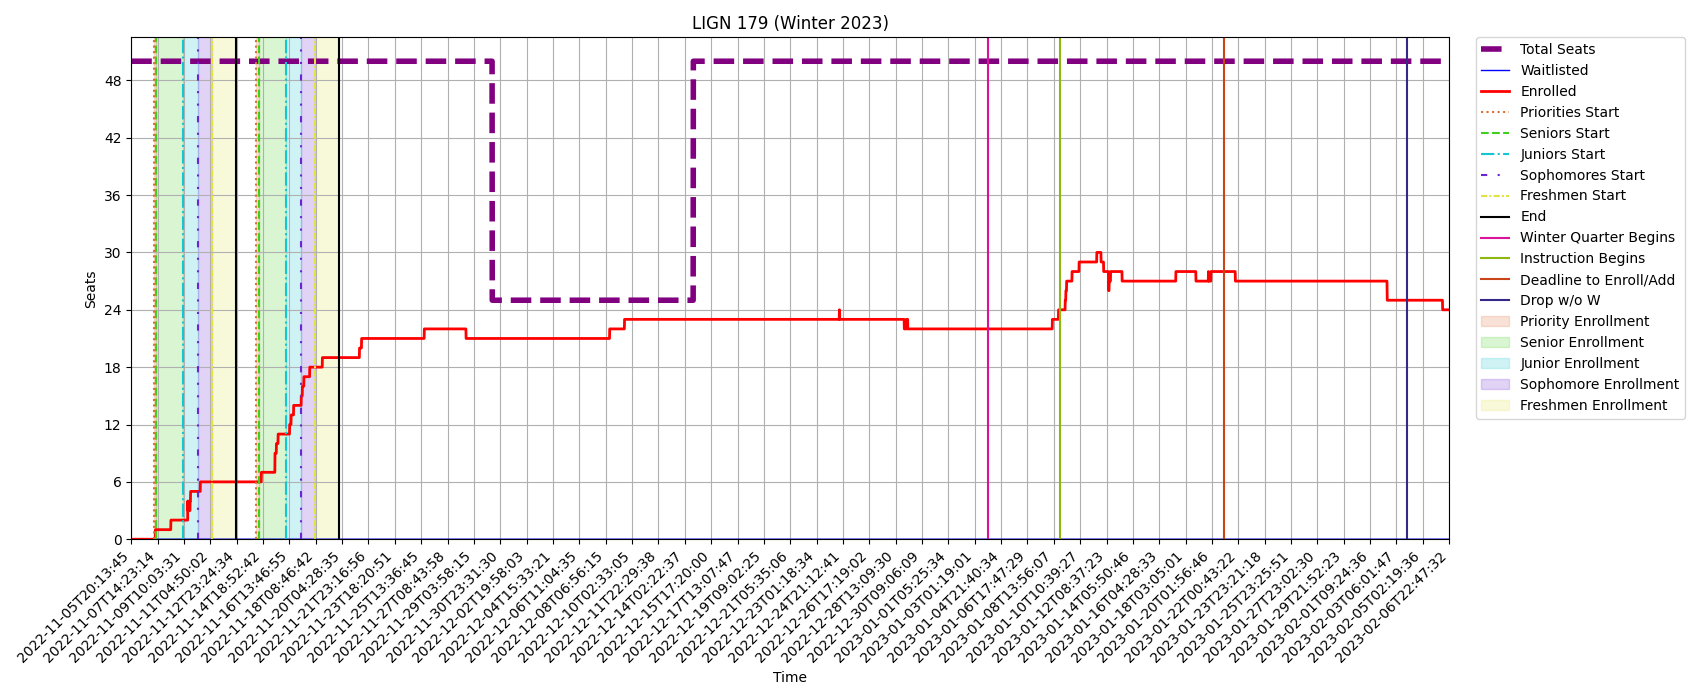 LIGN 179 (Winter 2023)
Seats
48
42
36
30
24
18
12
6
0
2022-11-05T20:13:45
2022-11-07T14:23:14
2022-11-09T10:03:31
2022-11-11T04:50:02
2022-11-12T23:24:34
2022-11-14T18:52:42
2022-11-16T13:46:55
2022-11-18T08:46:42
2022-11-20T04:28:35
2022-11-21T23:16:56
2022-11-23T18:20:51
2022-11-25T13:36:45
2022-11-27T08:43:58
2022-11-29T03:58:15
2022-11-30T23:31:30
2022-12-02T19:58:03
2022-12-04T15:33:21
2022-12-06T11:04:35
2022-12-08T06:56:15
2022-12-10T02:33:05
2022-12-11T22:29:38
2022-12-14T02:22:37
2022-12-15T17:20:00
2022-12-17T13:07:47
2022-12-19T09:02:25
2022-12-21T05:35:06
2022-12-23T01:18:34
2022-12-24T21:12:41
2022-12-26T17:19:02
2022-12-28T13:09:30
2022-12-30T09:06:09
2023-01-01T05:25:34
2023-01-03T01:19:01
2023-01-04T21:40:34
2023-01-06T17:47:29
2023-01-08T13:56:07
2023-01-10T10:39:27
2023-01-12T08:37:23
2023-01-14T05:50:46
2023-01-16T04:28:33
2023-01-18T03:05:01
2023-01-20T01:56:46
2023-01-22T00:43:22
2023-01-23T23:21:18
2023-01-25T23:25:51
2023-01-27T23:02:30
2023-01-29T21:52:23
2023-02-01T09:24:36
2023-02-03T06:01:47
2023-02-05T02:19:36
2023-02-06T22:47:32
Time
Total Seats
Waitlisted
Enrolled
Priorities Start
Seniors Start
Juniors Start
Sophomores Start
Freshmen Start
End
Winter Quarter Begins
Instruction Begins
Deadline to Enroll/Add
Drop w/o W
Priority Enrollment
Senior Enrollment
Junior Enrollment
Sophomore Enrollment
Freshmen Enrollment